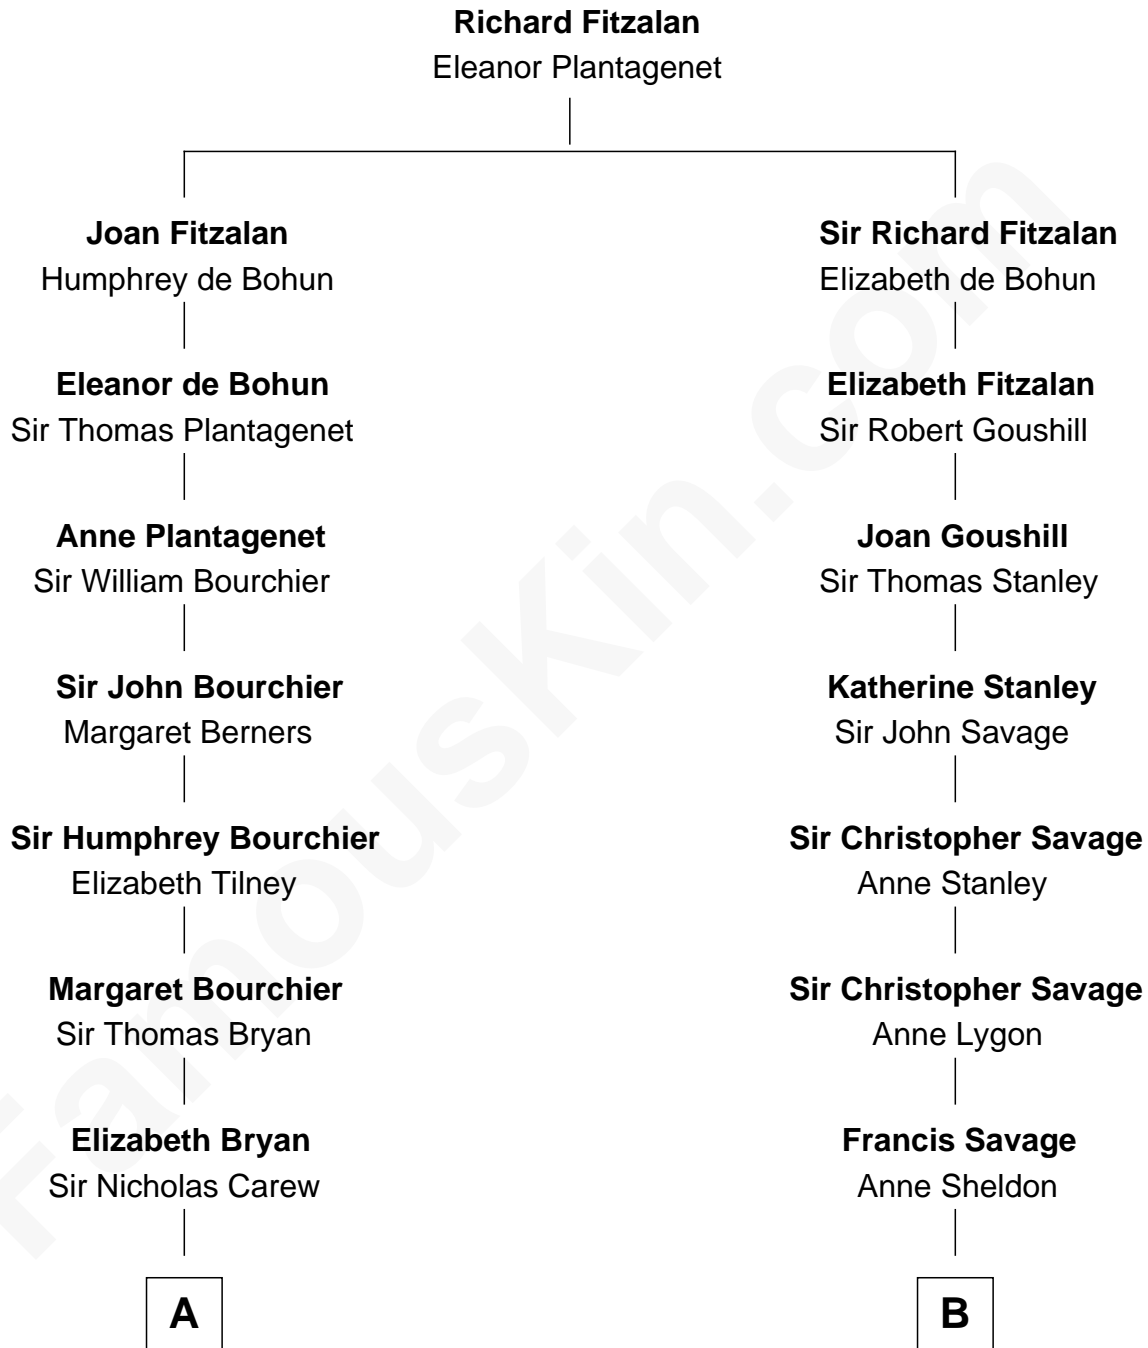 Richard Fitzalan
Eleanor Plantagenet
Joan Fitzalan
Humphrey de Bohun
Sir Richard Fitzalan
Elizabeth de Bohun
Eleanor de Bohun
Sir Thomas Plantagenet
Elizabeth Fitzalan
Sir Robert Goushill
Anne Plantagenet
Sir William Bourchier
Joan Goushill
Sir Thomas Stanley
Sir John Bourchier
Margaret Berners
Katherine Stanley
Sir John Savage
Sir Humphrey Bourchier
Elizabeth Tilney
Sir Christopher Savage
Anne Stanley
Margaret Bourchier
Sir Thomas Bryan
Sir Christopher Savage
Anne Lygon
Elizabeth Bryan
Sir Nicholas Carew
Francis Savage
Anne Sheldon
A
B
FamousKin.com